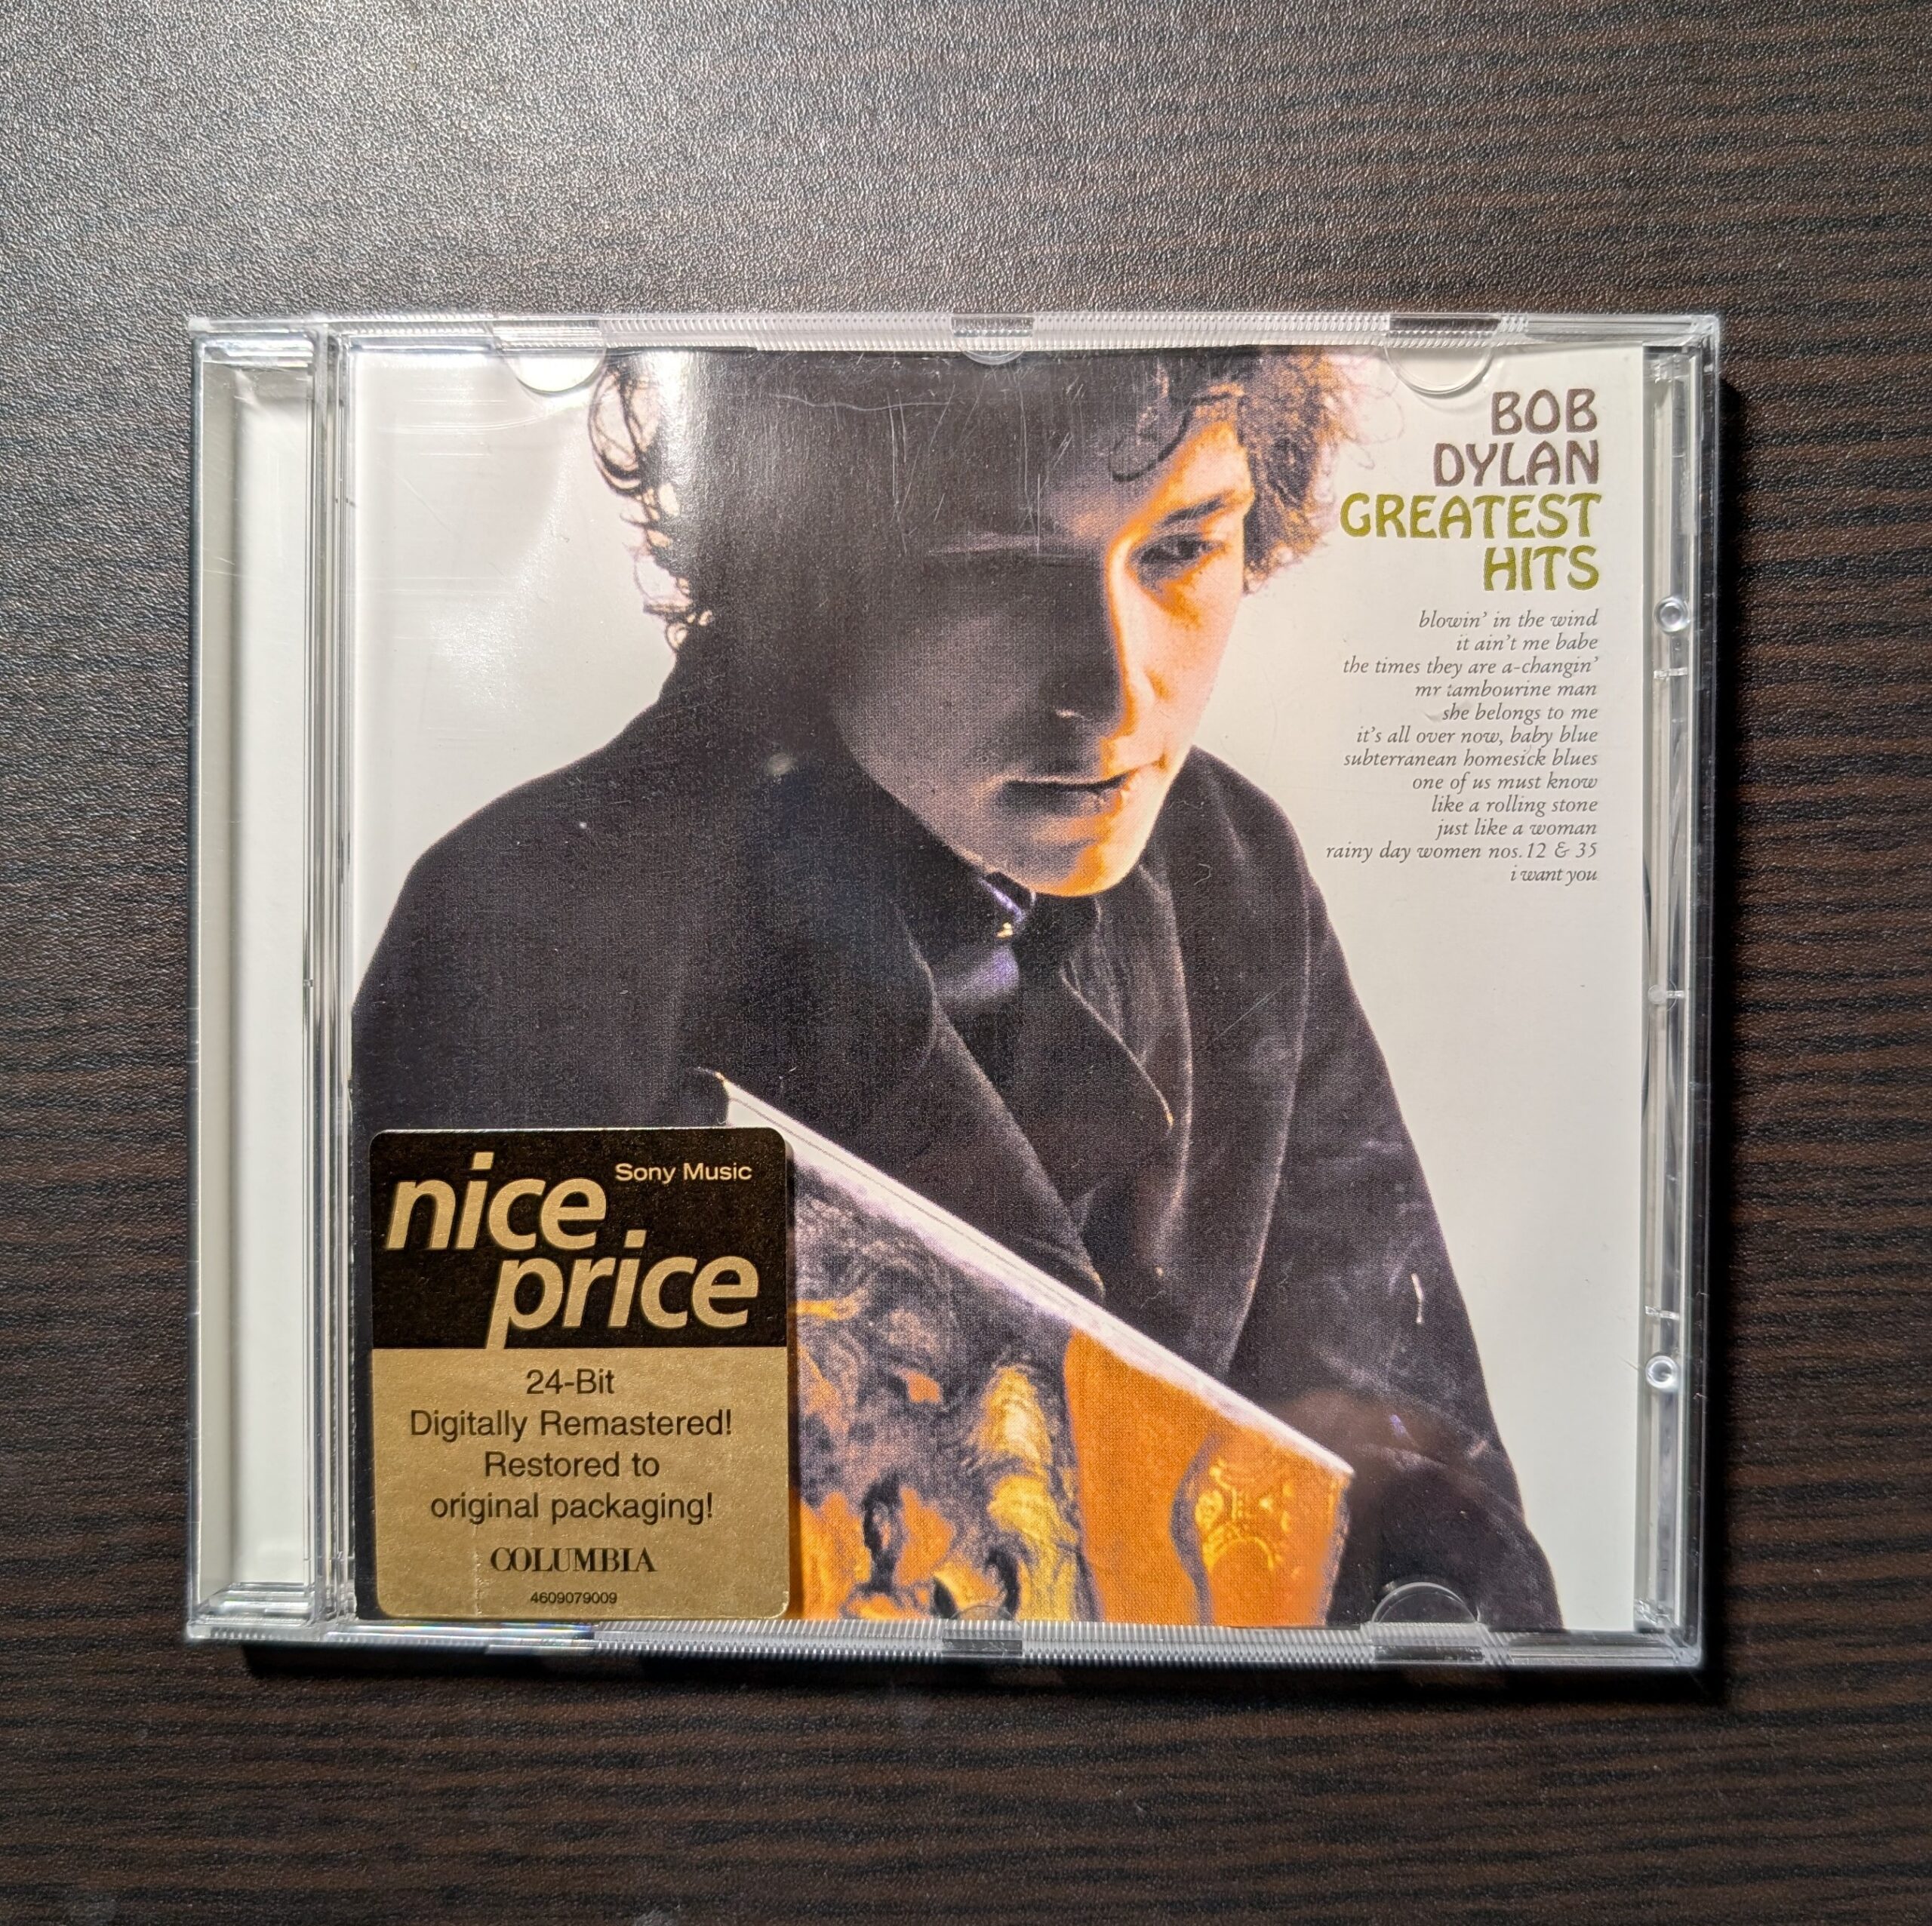 BOB
DYLAN
GREATEST
HITS
blowin' in the wind
it ain't me babe
the times they are a-changin'
mr tambourine man
she belongs to me
it's all over now, baby blue
subterranean homesick blues
one of us must know
like a rolling stone
just like a woman
rainy day women nos.12 & 35
i want you
Sony Music
nice
price
24-Bit
Digitally Remastered!
Restored to
original packaging!
COLUMBIA
4609079009